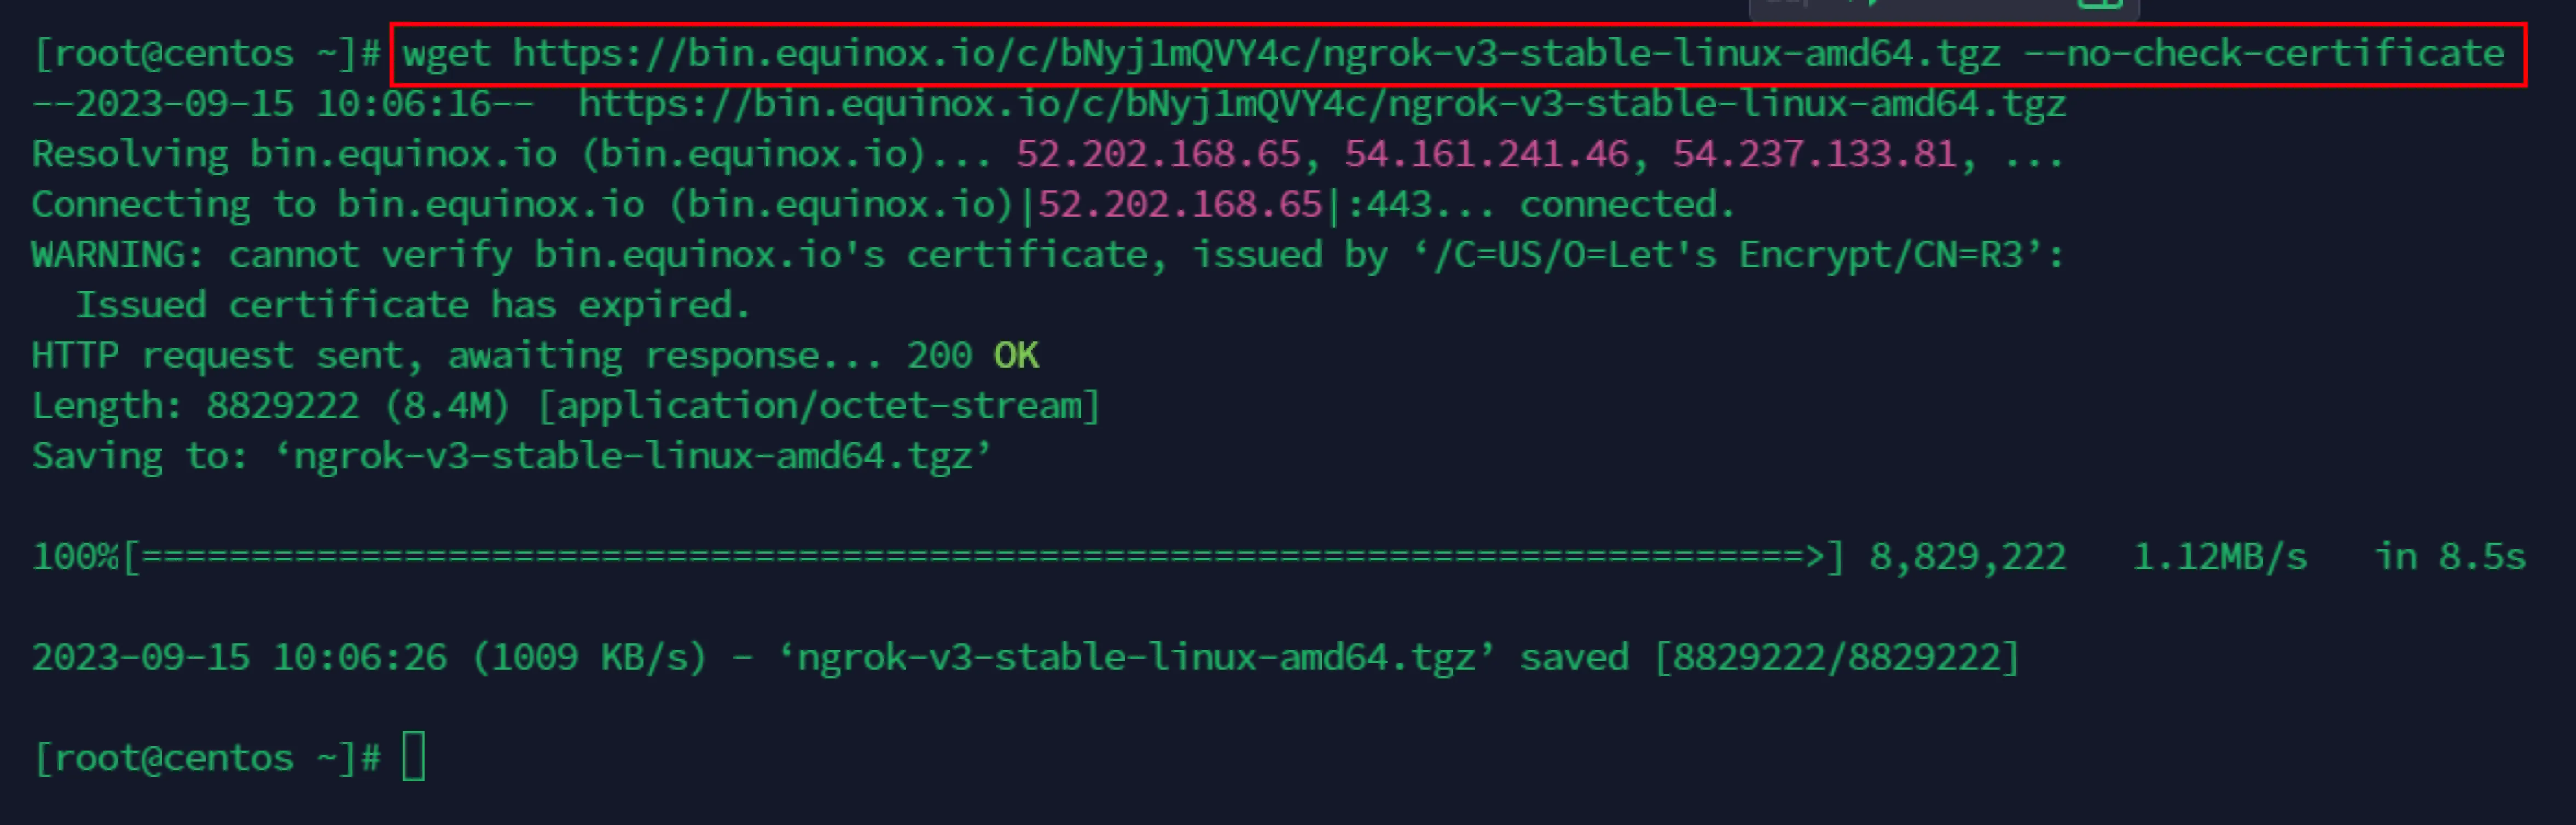 [root@centos ~]# wget https://bin.equinox.io/c/bNyj1mQVY4c/ngrok-v3-stable-linux-amd64.tgz --no-check-certificate
--2023-09-15 10:06:16--  https://bin.equinox.io/c/bNyj1mQVY4c/ngrok-v3-stable-linux-amd64.tgz
Resolving bin.equinox.io (bin.equinox.io)... 52.202.168.65, 54.161.241.46, 54.237.133.81, ...
Connecting to bin.equinox.io (bin.equinox.io)|52.202.168.65|:443... connected.
WARNING: cannot verify bin.equinox.io's certificate, issued by ‘/C=US/O=Let's Encrypt/CN=R3’:
  Issued certificate has expired.
HTTP request sent, awaiting response... 200 OK
Length: 8829222 (8.4M) [application/octet-stream]
Saving to: ‘ngrok-v3-stable-linux-amd64.tgz’
100%[============================================================================>] 8,829,222   1.12MB/s   in 8.5s
2023-09-15 10:06:26 (1009 KB/s) - ‘ngrok-v3-stable-linux-amd64.tgz’ saved [8829222/8829222]
[root@centos ~]#